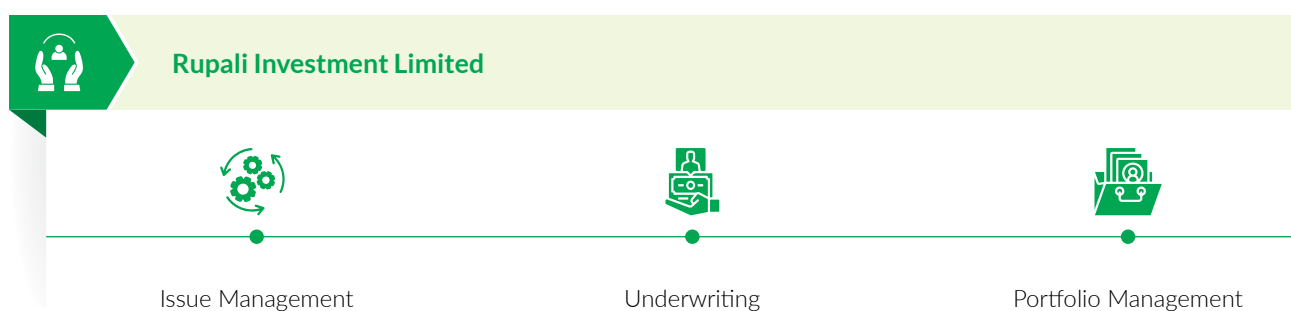 Rupali Investment Limited
Issue Management
Underwriting
Portfolio Management